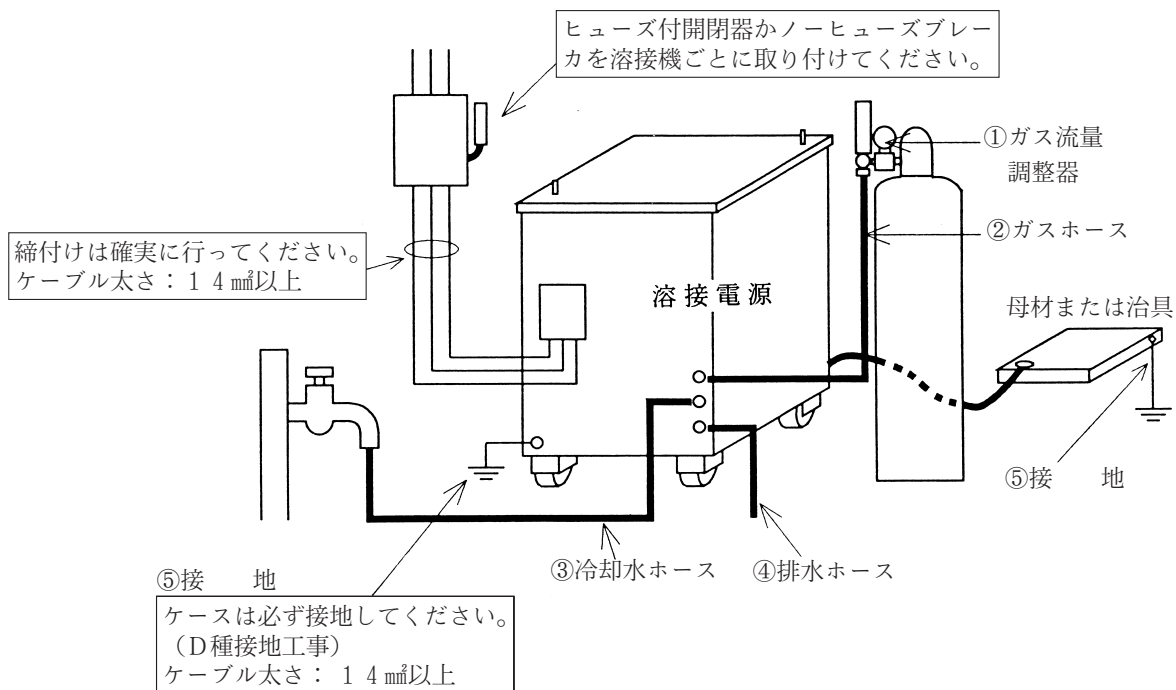 ヒューズ付開閉器かノーヒューズブレー
カを溶接機ごとに取り付けてください。
①ガス流量
調整器
②ガスホース
締付けは確実に行ってください。
ケーブル太さ：１４㎟以上
溶接電源
母材または治具
⑤接　　地
③冷却水ホース
④排水ホース
⑤接　　地
ケースは必ず接地してください。
（Ｄ種接地工事）
ケーブル太さ：１４㎟以上